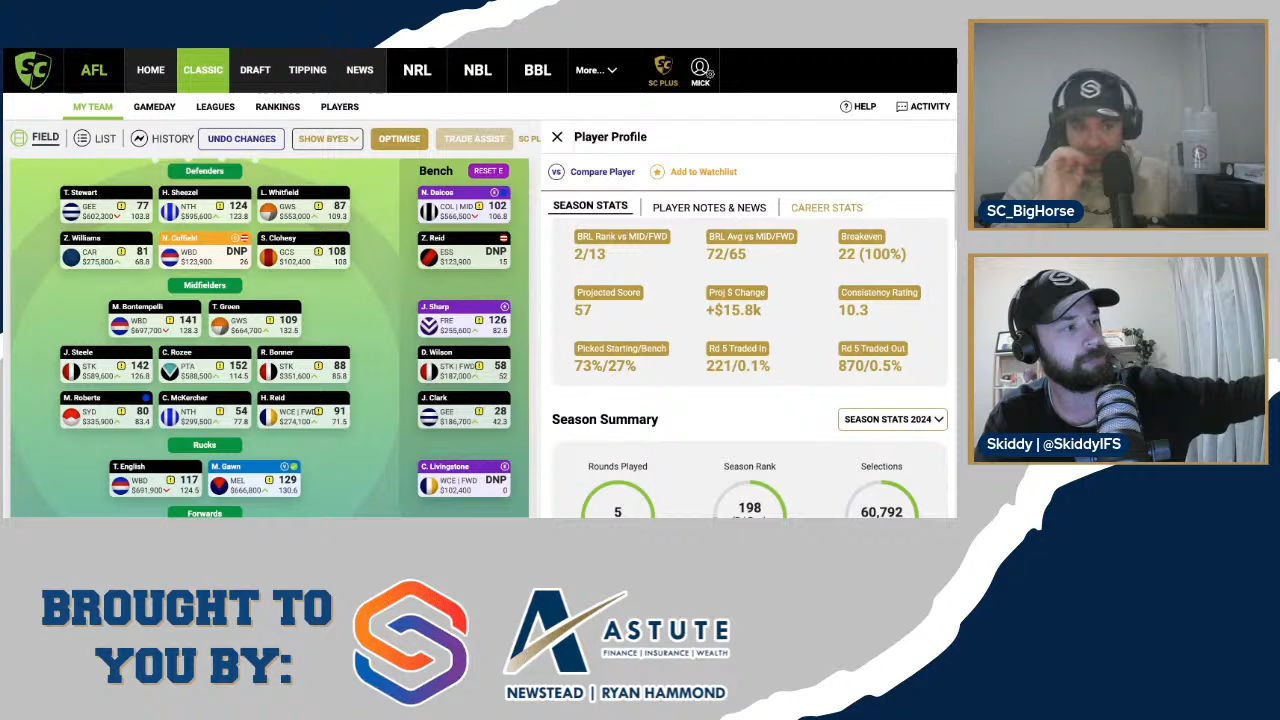 SC
AFL
HOME
CLASSIC
DRAFT
TIPPING
NEWS
NRL
NBL
BBL
More...
SC PLUS
MICK
MY TEAM
GAMEDAY
LEAGUES
RANKINGS
PLAYERS
HELP
ACTIVITY
FIELD
LIST
HISTORY
UNDO CHANGES
SHOW BYES
OPTIMISE
TRADE ASSIST
SC PL
Defenders
Bench
RESET E
T. Stewart
GEE 77
$602,300 103.8
H. Sheezel
NTH 124
$595,600 123.8
L. Whitfield
GWS 87
$553,000 109.3
N. Daicos
COL | MID 102
$566,500 106.8
Z. Williams
CAR 81
$275,800 68.8
N. Coffield
WBD DNP
$123,900 26
S. Clohesy
GCS 108
$102,400 108
Z. Reid
ESS DNP
$123,900 15
Midfielders
M. Bontempelli
WBD 141
$697,700 128.3
T. Green
GWS 109
$664,700 132.5
J. Sharp
FRE 126
$255,600 82.5
J. Steele
STK 142
$589,600 126.8
C. Rozee
PTA 152
$588,500 114.5
R. Bonner
STK 88
$351,600 85.8
D. Wilson
STK | FWD 58
$187,000 52
M. Roberts
SYD 80
$335,900 83.4
C. McKercher
NTH 54
$299,500 77.8
H. Reid
WCE | FWD 91
$274,100 71.5
J. Clark
GEE 28
$186,700 42.3
Rucks
T. English
WBD 117
$691,900 124.5
M. Gawn
MEL 129
$666,800 130.6
C. Livingstone
WCE | FWD DNP
$102,400 0
Forwards
Player Profile
VS Compare Player
Add to Watchlist
SEASON STATS
PLAYER NOTES & NEWS
CAREER STATS
BRL Rank vs MID/FWD
2/13
BRL Avg vs MID/FWD
72/65
Breakeven
22 (100%)
Projected Score
57
Proj $ Change
+$15.8k
Consistency Rating
10.3
Picked Starting/Bench
73%/27%
Rd 5 Traded In
221/0.1%
Rd 5 Traded Out
870/0.5%
Season Summary
SEASON STATS 2024
Rounds Played
5
Season Rank
198
Selections
60,792
SC_BigHorse
Skiddy | @SkiddyIFS
BROUGHT TO
YOU BY:
ASTUTE
FINANCE | INSURANCE | WEALTH
NEWSTEAD | RYAN HAMMOND